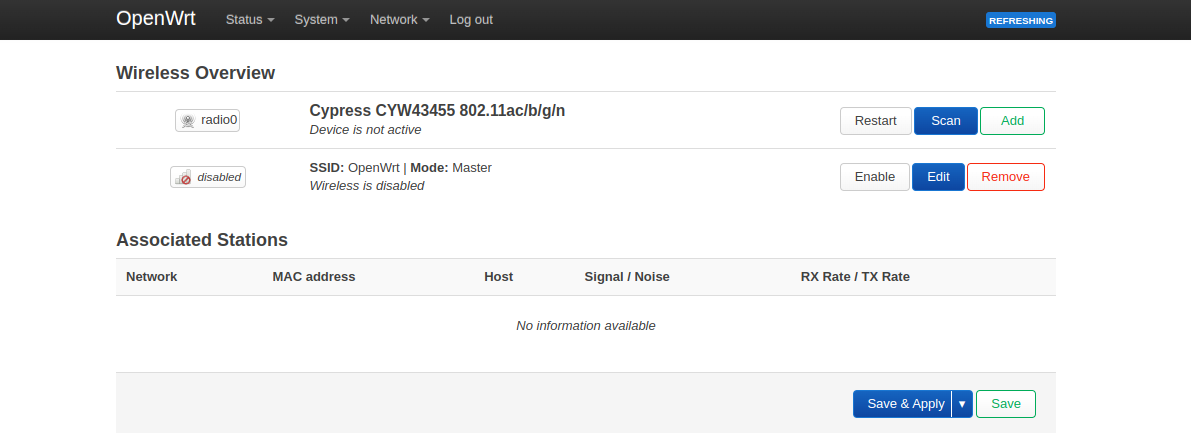 OpenWrt Status System Network Log out REFRESHING
Wireless Overview
radio0 Cypress CYW43455 802.11ac/b/g/n Restart Scan Add
Device is not active
disabled SSID: OpenWrt | Mode: Master Enable Edit Remove
Wireless is disabled
Associated Stations
Network MAC address Host Signal / Noise RX Rate / TX Rate
No information available
Save & Apply ▾ Save